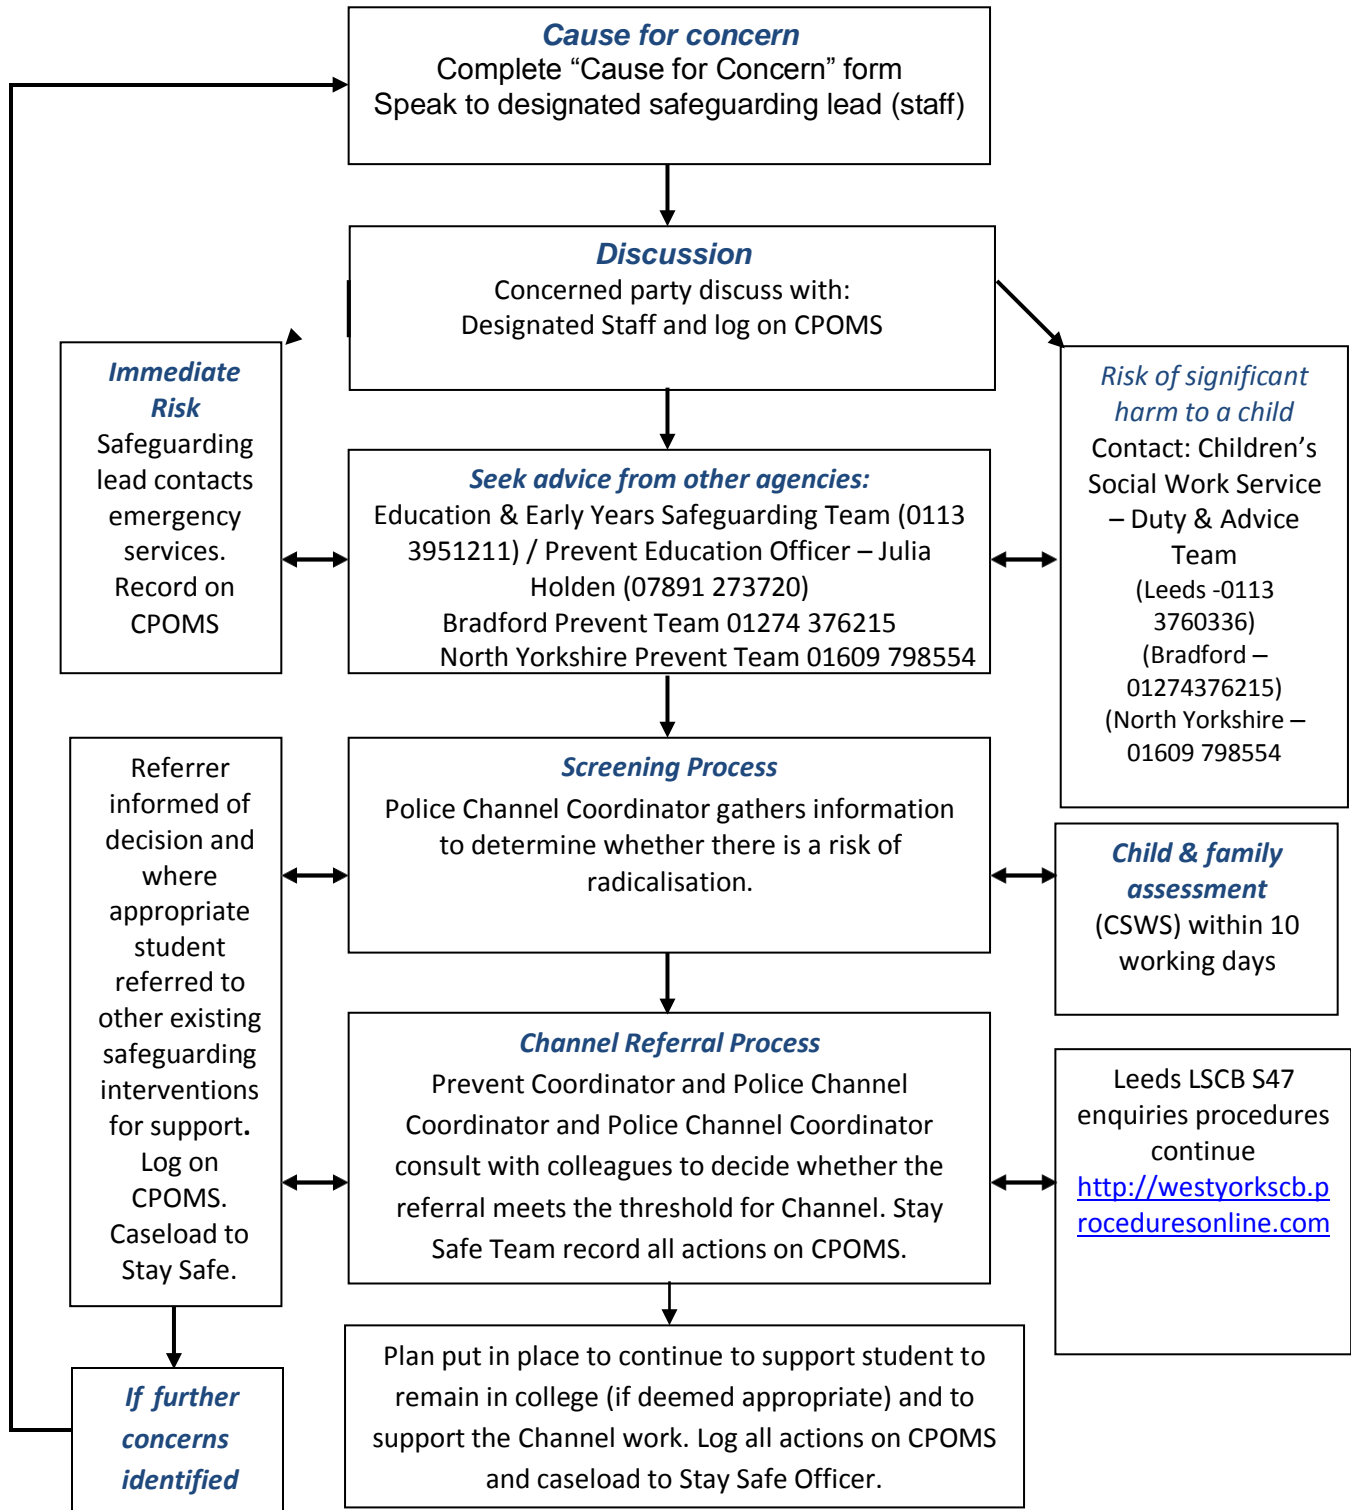 Cause for concern
Complete “Cause for Concern” form
Speak to designated safeguarding lead (staff)
Discussion
Concerned party discuss with:
Designated Staff and log on CPOMS
Immediate
Risk
Safeguarding
lead contacts
emergency
services.
Record on
CPOMS
Seek advice from other agencies:
Education & Early Years Safeguarding Team (0113
3951211) / Prevent Education Officer – Julia
Holden (07891 273720)
Bradford Prevent Team 01274 376215
North Yorkshire Prevent Team 01609 798554
Risk of significant
harm to a child
Contact: Children’s
Social Work Service
– Duty & Advice
Team
(Leeds -0113
3760336)
(Bradford –
01274376215)
(North Yorkshire –
01609 798554
Referrer
informed of
decision and
where
appropriate
student
referred to
other existing
safeguarding
interventions
for support.
Log on
CPOMS.
Caseload to
Stay Safe.
Screening Process
Police Channel Coordinator gathers information
to determine whether there is a risk of
radicalisation.
Child & family
assessment
(CSWS) within 10
working days
Channel Referral Process
Prevent Coordinator and Police Channel
Coordinator and Police Channel Coordinator
consult with colleagues to decide whether the
referral meets the threshold for Channel. Stay
Safe Team record all actions on CPOMS.
Leeds LSCB S47
enquiries procedures
continue
http://westyorkscb.p
roceduresonline.com
If further
concerns
identified
Plan put in place to continue to support student to
remain in college (if deemed appropriate) and to
support the Channel work. Log all actions on CPOMS
and caseload to Stay Safe Officer.